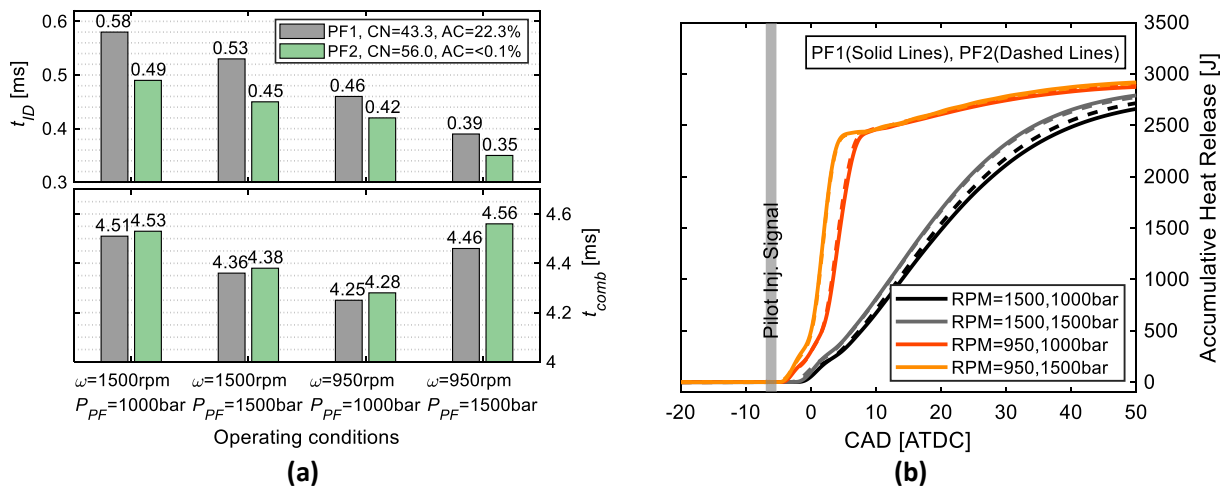 PF1, CN=43.3, AC=22.3%
PF2, CN=56.0, AC=<0.1%
t_ID [ms]
0.6
0.5
0.4
0.3
0.58
0.49
0.53
0.45
0.46
0.42
0.39
0.35
t_comb [ms]
4.6
4.4
4.2
4
4.51
4.53
4.36
4.38
4.25
4.28
4.46
4.56
ω=1500rpm ω=1500rpm ω=950rpm ω=950rpm
P_PF=1000bar P_PF=1500bar P_PF=1000bar P_PF=1500bar
Operating conditions
(a)
PF1(Solid Lines), PF2(Dashed Lines)
Pilot Inj. Signal
RPM=1500,1000bar
RPM=1500,1500bar
RPM=950,1000bar
RPM=950,1500bar
3500
3000
2500
2000
1500
1000
500
0
Accumulative Heat Release [J]
-20 -10 0 10 20 30 40 50
CAD [ATDC]
(b)